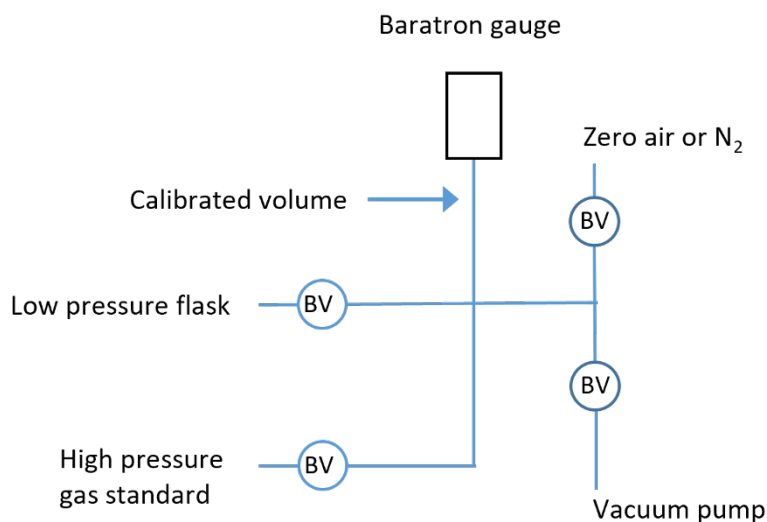 Baratron gauge
Zero air or N₂
Calibrated volume
BV
Low pressure flask
BV
BV
High pressure
gas standard
BV
Vacuum pump